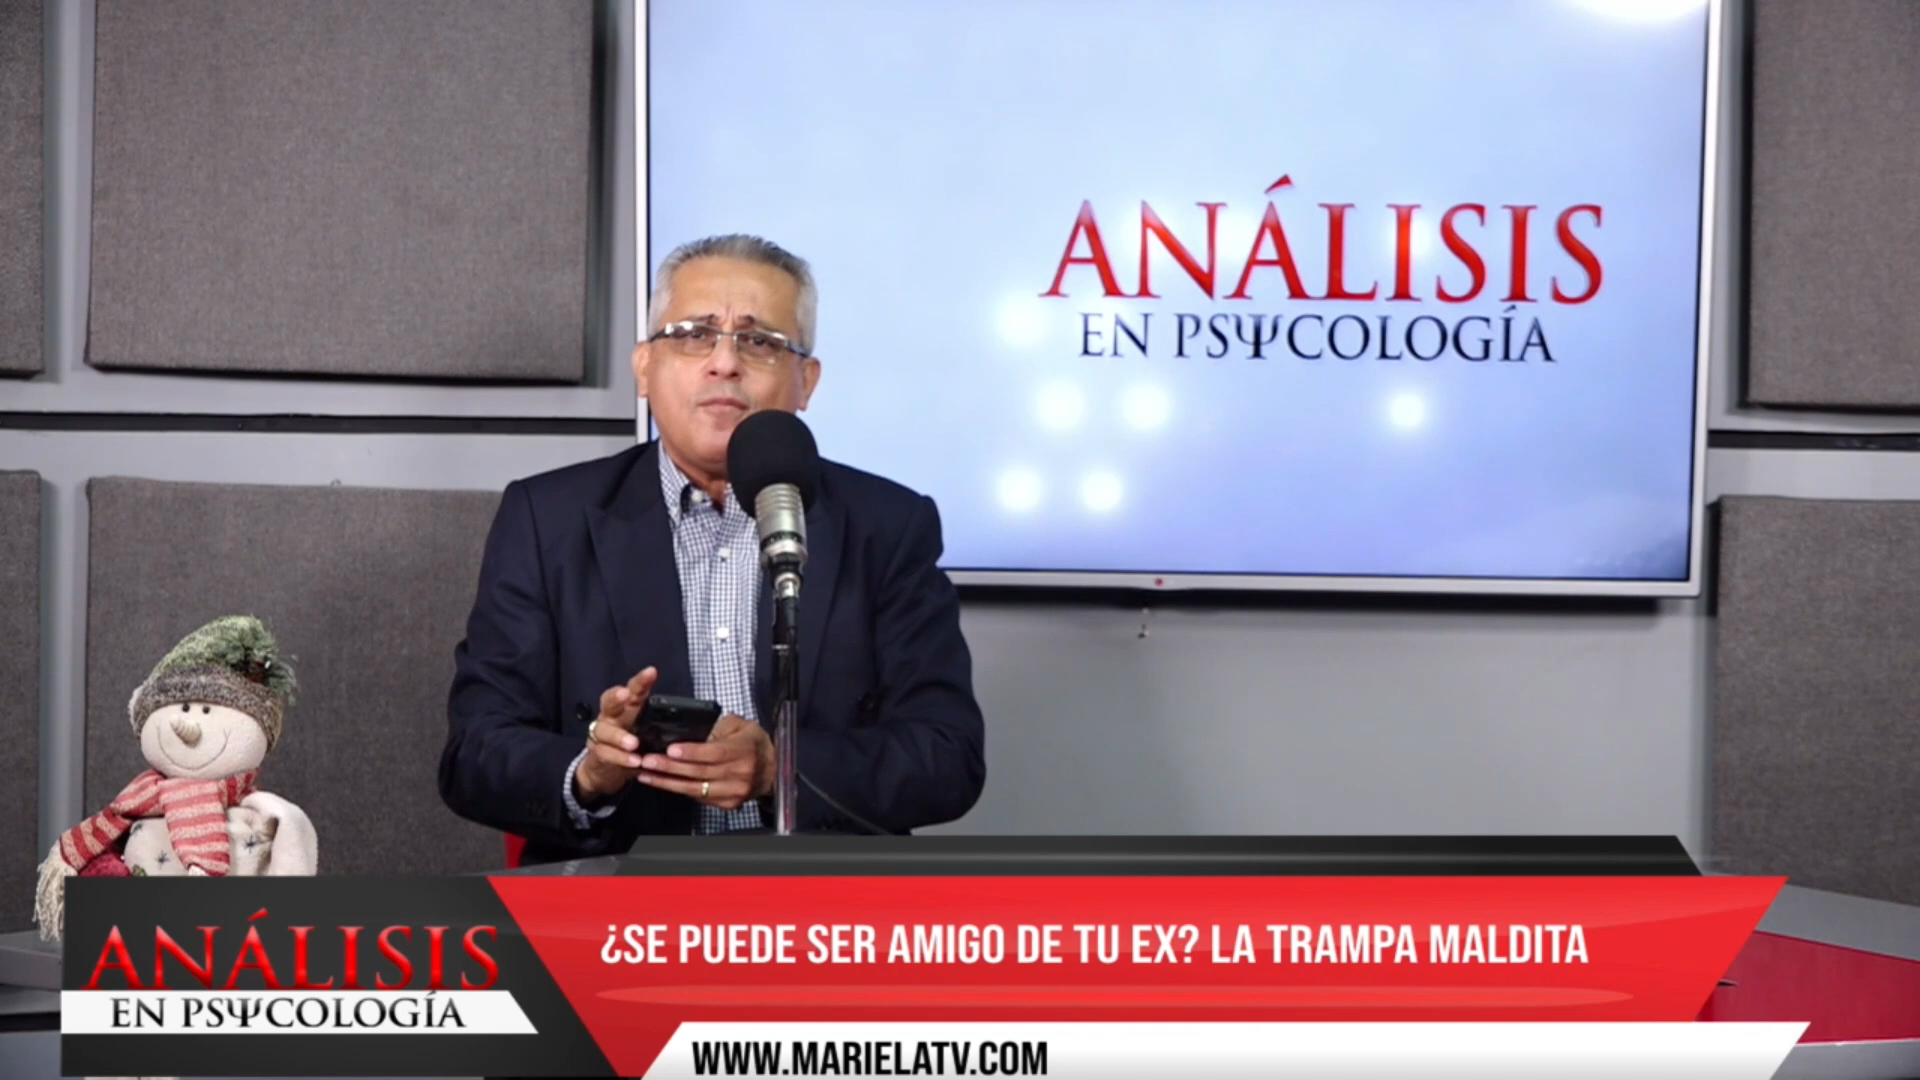 ANÁLISIS
EN PSΨCOLOGÍA
¿SE PUEDE SER AMIGO DE TU EX? LA TRAMPA MALDITA
ANÁLISIS
EN PSΨCOLOGÍA
WWW.MARIELATV.COM